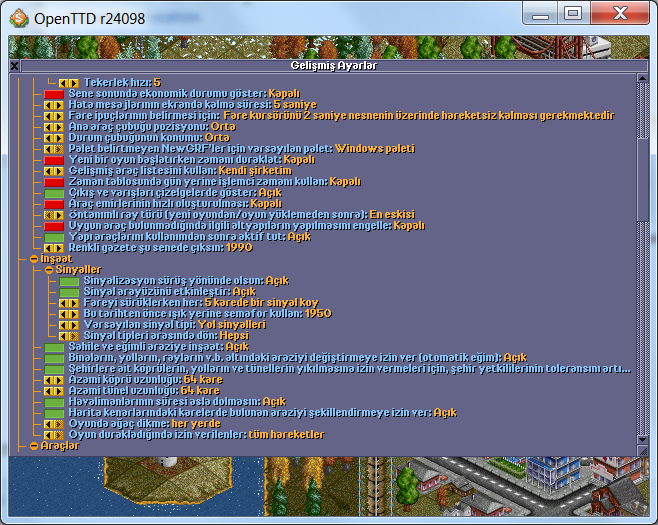 OpenTTD r24098
Gelişmiş Ayarlar
Tekerlek hızı: 5
Sene sonunda ekonomik durumu göster: Kapalı
Hata mesajlarının ekranda kalma süresi: 5 saniye
Fare ipuçlarının belirmesi için: Fare kursörünü 2 saniye nesnenin üzerinde hareketsiz kalması gerekmektedir
Ana araç çubuğu pozisyonu: Orta
Durum çubuğunun konumu: Orta
Palet belirtmeyen NewGRF'ler için varsayılan palet: Windows paleti
Yeni bir oyun başlatırken zamanı duraklat: Kapalı
Gelişmiş araç listesini kullan: Kendi şirketim
Zaman tablosunda gün yerine işlemci zamanı kullan: Kapalı
Çıkış ve varışları çizelgelerde göster: Açık
Araç emirlerinin hızlı oluşturulması: Kapalı
Öntanımlı ray türü (yeni oyundan/oyun yüklemeden sonra): En eskisi
Uygun araç bulunmadığında ilgili altyapıların yapılmasını engelle: Kapalı
Yapı araçlarını kullanımdan sonra aktif tut: Açık
Renkli gazete şu senede çıksın: 1990
İnşaat
Sinyaller
Sinyalizasyon sürüş yönünde olsun: Açık
Sinyal arayüzünü etkinleştir: Açık
Fareyi sürüklerken her: 5 karede bir sinyal koy
Bu tarihten önce ışık yerine semafor kullan: 1950
Varsayılan sinyal tipi: Yol sinyalleri
Sinyal tipleri arasında dön: Hepsi
Sahile ve eğimli araziye inşaat: Açık
Binaların, yolların, rayların v.b. altındaki araziyi değiştirmeye izin ver (otomatik eğim): Açık
Şehirlere ait köprülerin, yolların ve tünellerin yıkılmasına izin vermeleri için, şehir yetkililerinin toleransını artı...
Azami köprü uzunluğu: 64 kare
Azami tünel uzunluğu: 64 kare
Havalimanlarının süresi asla dolmasın: Açık
Harita kenarlarındaki karelerde bulunan araziyi şekillendirmeye izin ver: Açık
Oyunda ağaç dikme: her yerde
Oyun durakladığında izin verilenler: tüm hareketler
Araçlar